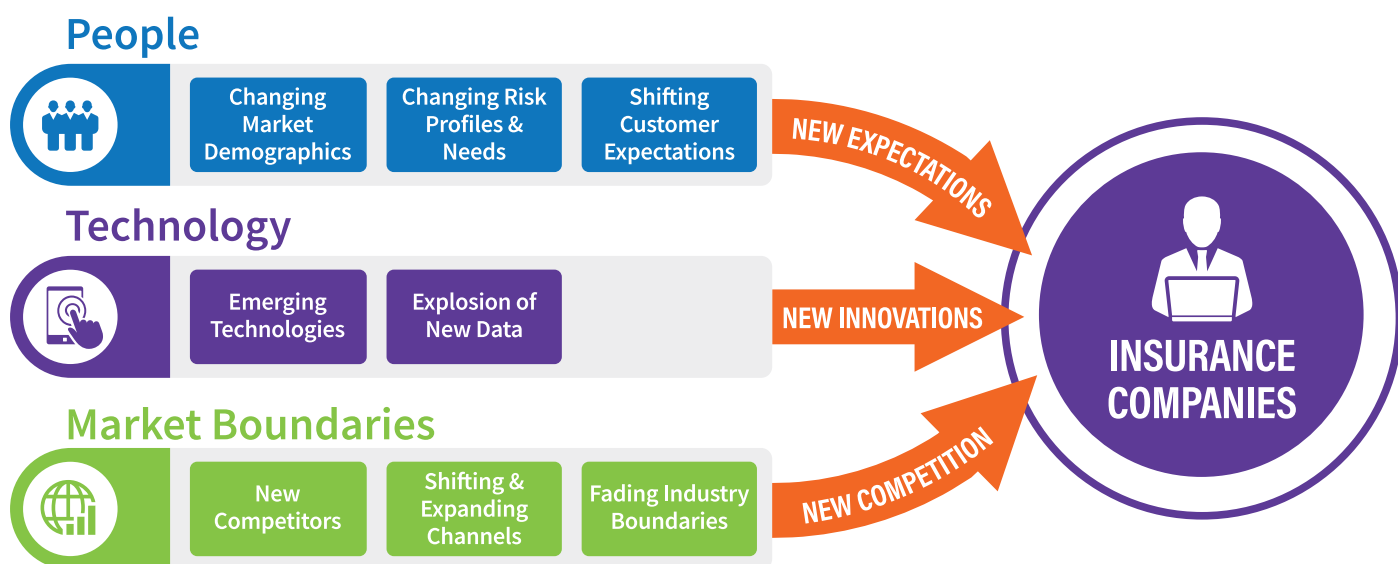 People
Changing
Market
Demographics
Changing Risk
Profiles &
Needs
Shifting
Customer
Expectations
NEW EXPECTATIONS
Technology
Emerging
Technologies
Explosion of
New Data
NEW INNOVATIONS
Market Boundaries
New
Competitors
Shifting &
Expanding
Channels
Fading Industry
Boundaries
NEW COMPETITION
INSURANCE
COMPANIES